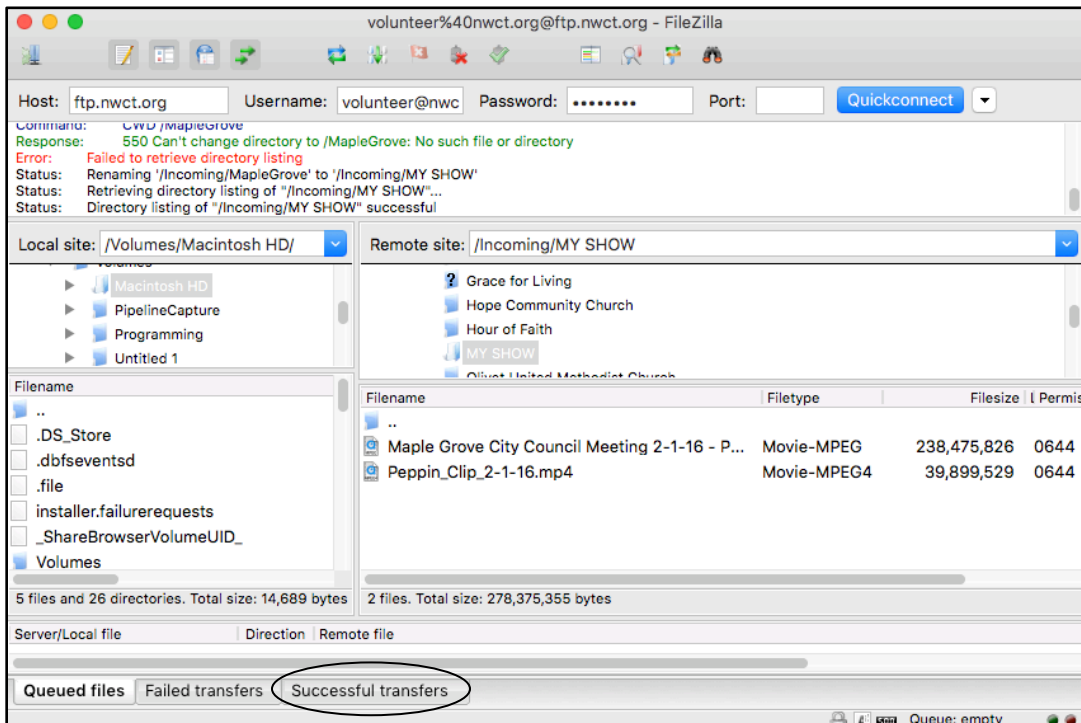 volunteer%40nwct.org@ftp.nwct.org - FileZilla
Host: ftp.nwct.org Username: volunteer@nwc Password: •••••••• Port: Quickconnect
Command: CWD /MapleGrove
Response: 550 Can't change directory to /MapleGrove: No such file or directory
Error: Failed to retrieve directory listing
Status: Renaming '/Incoming/MapleGrove' to '/Incoming/MY SHOW'
Status: Retrieving directory listing of "/Incoming/MY SHOW"...
Status: Directory listing of "/Incoming/MY SHOW" successful
Local site: /Volumes/Macintosh HD/
Volumes
Macintosh HD
PipelineCapture
Programming
Untitled 1
Remote site: /Incoming/MY SHOW
Grace for Living
Hope Community Church
Hour of Faith
MY SHOW
Olivet United Methodist Church
Filename
..
.DS_Store
.dbfseventsd
.file
installer.failurerequests
_ShareBrowserVolumeUID_
Volumes
5 files and 26 directories. Total size: 14,689 bytes
Filename Filetype Filesize Permis
..
Maple Grove City Council Meeting 2-1-16 - P... Movie-MPEG 238,475,826 0644
Peppin_Clip_2-1-16.mp4 Movie-MPEG4 39,899,529 0644
2 files. Total size: 278,375,355 bytes
Server/Local file Direction Remote file
Queued files Failed transfers Successful transfers
Queue: empty